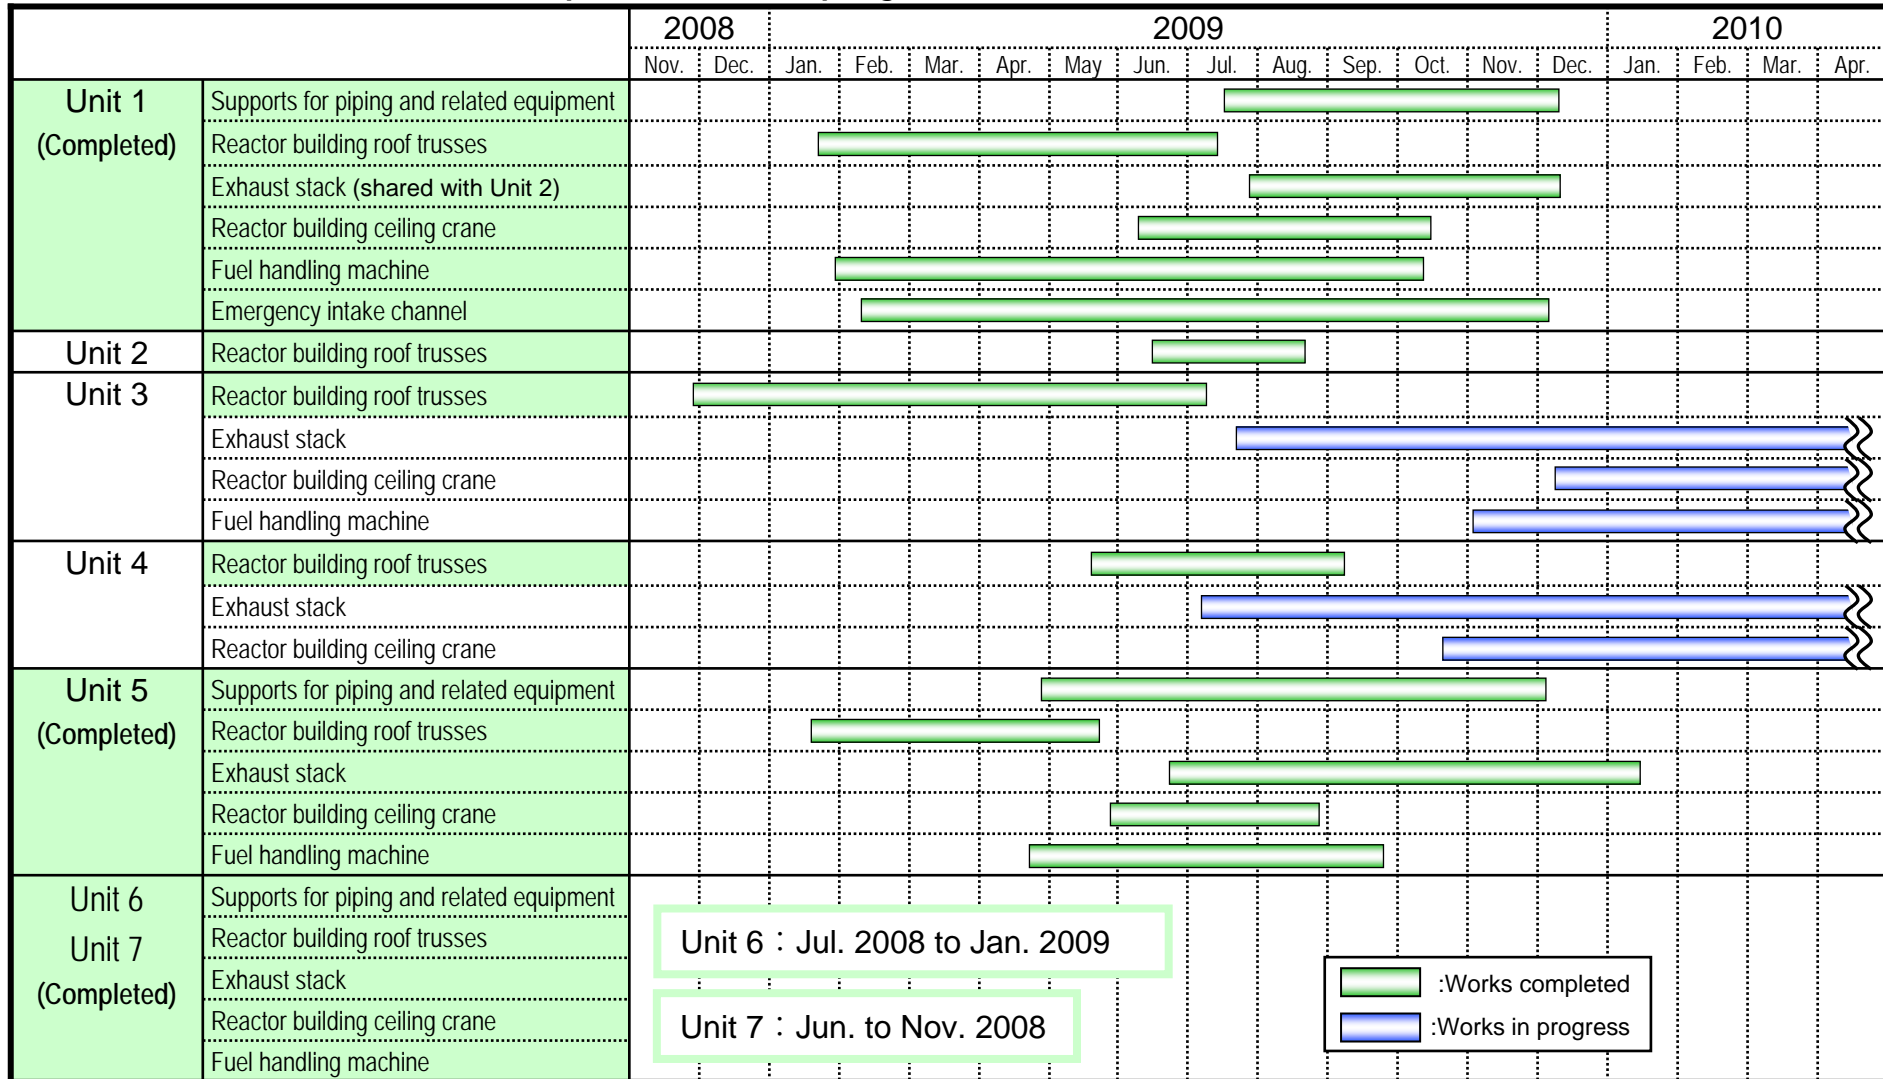 2008 2009 2010
Nov. Dec. Jan. Feb. Mar. Apr. May Jun. Jul. Aug. Sep. Oct. Nov. Dec. Jan. Feb. Mar. Apr.
Unit 1
(Completed)
Supports for piping and related equipment
Reactor building roof trusses
Exhaust stack (shared with Unit 2)
Reactor building ceiling crane
Fuel handling machine
Emergency intake channel
Unit 2
Reactor building roof trusses
Unit 3
Reactor building roof trusses
Exhaust stack
Reactor building ceiling crane
Fuel handling machine
Unit 4
Reactor building roof trusses
Exhaust stack
Reactor building ceiling crane
Unit 5
(Completed)
Supports for piping and related equipment
Reactor building roof trusses
Exhaust stack
Reactor building ceiling crane
Fuel handling machine
Unit 6
Unit 7
(Completed)
Supports for piping and related equipment
Reactor building roof trusses
Exhaust stack
Reactor building ceiling crane
Fuel handling machine
Unit 6：Jul. 2008 to Jan. 2009
Unit 7：Jun. to Nov. 2008
:Works completed
:Works in progress